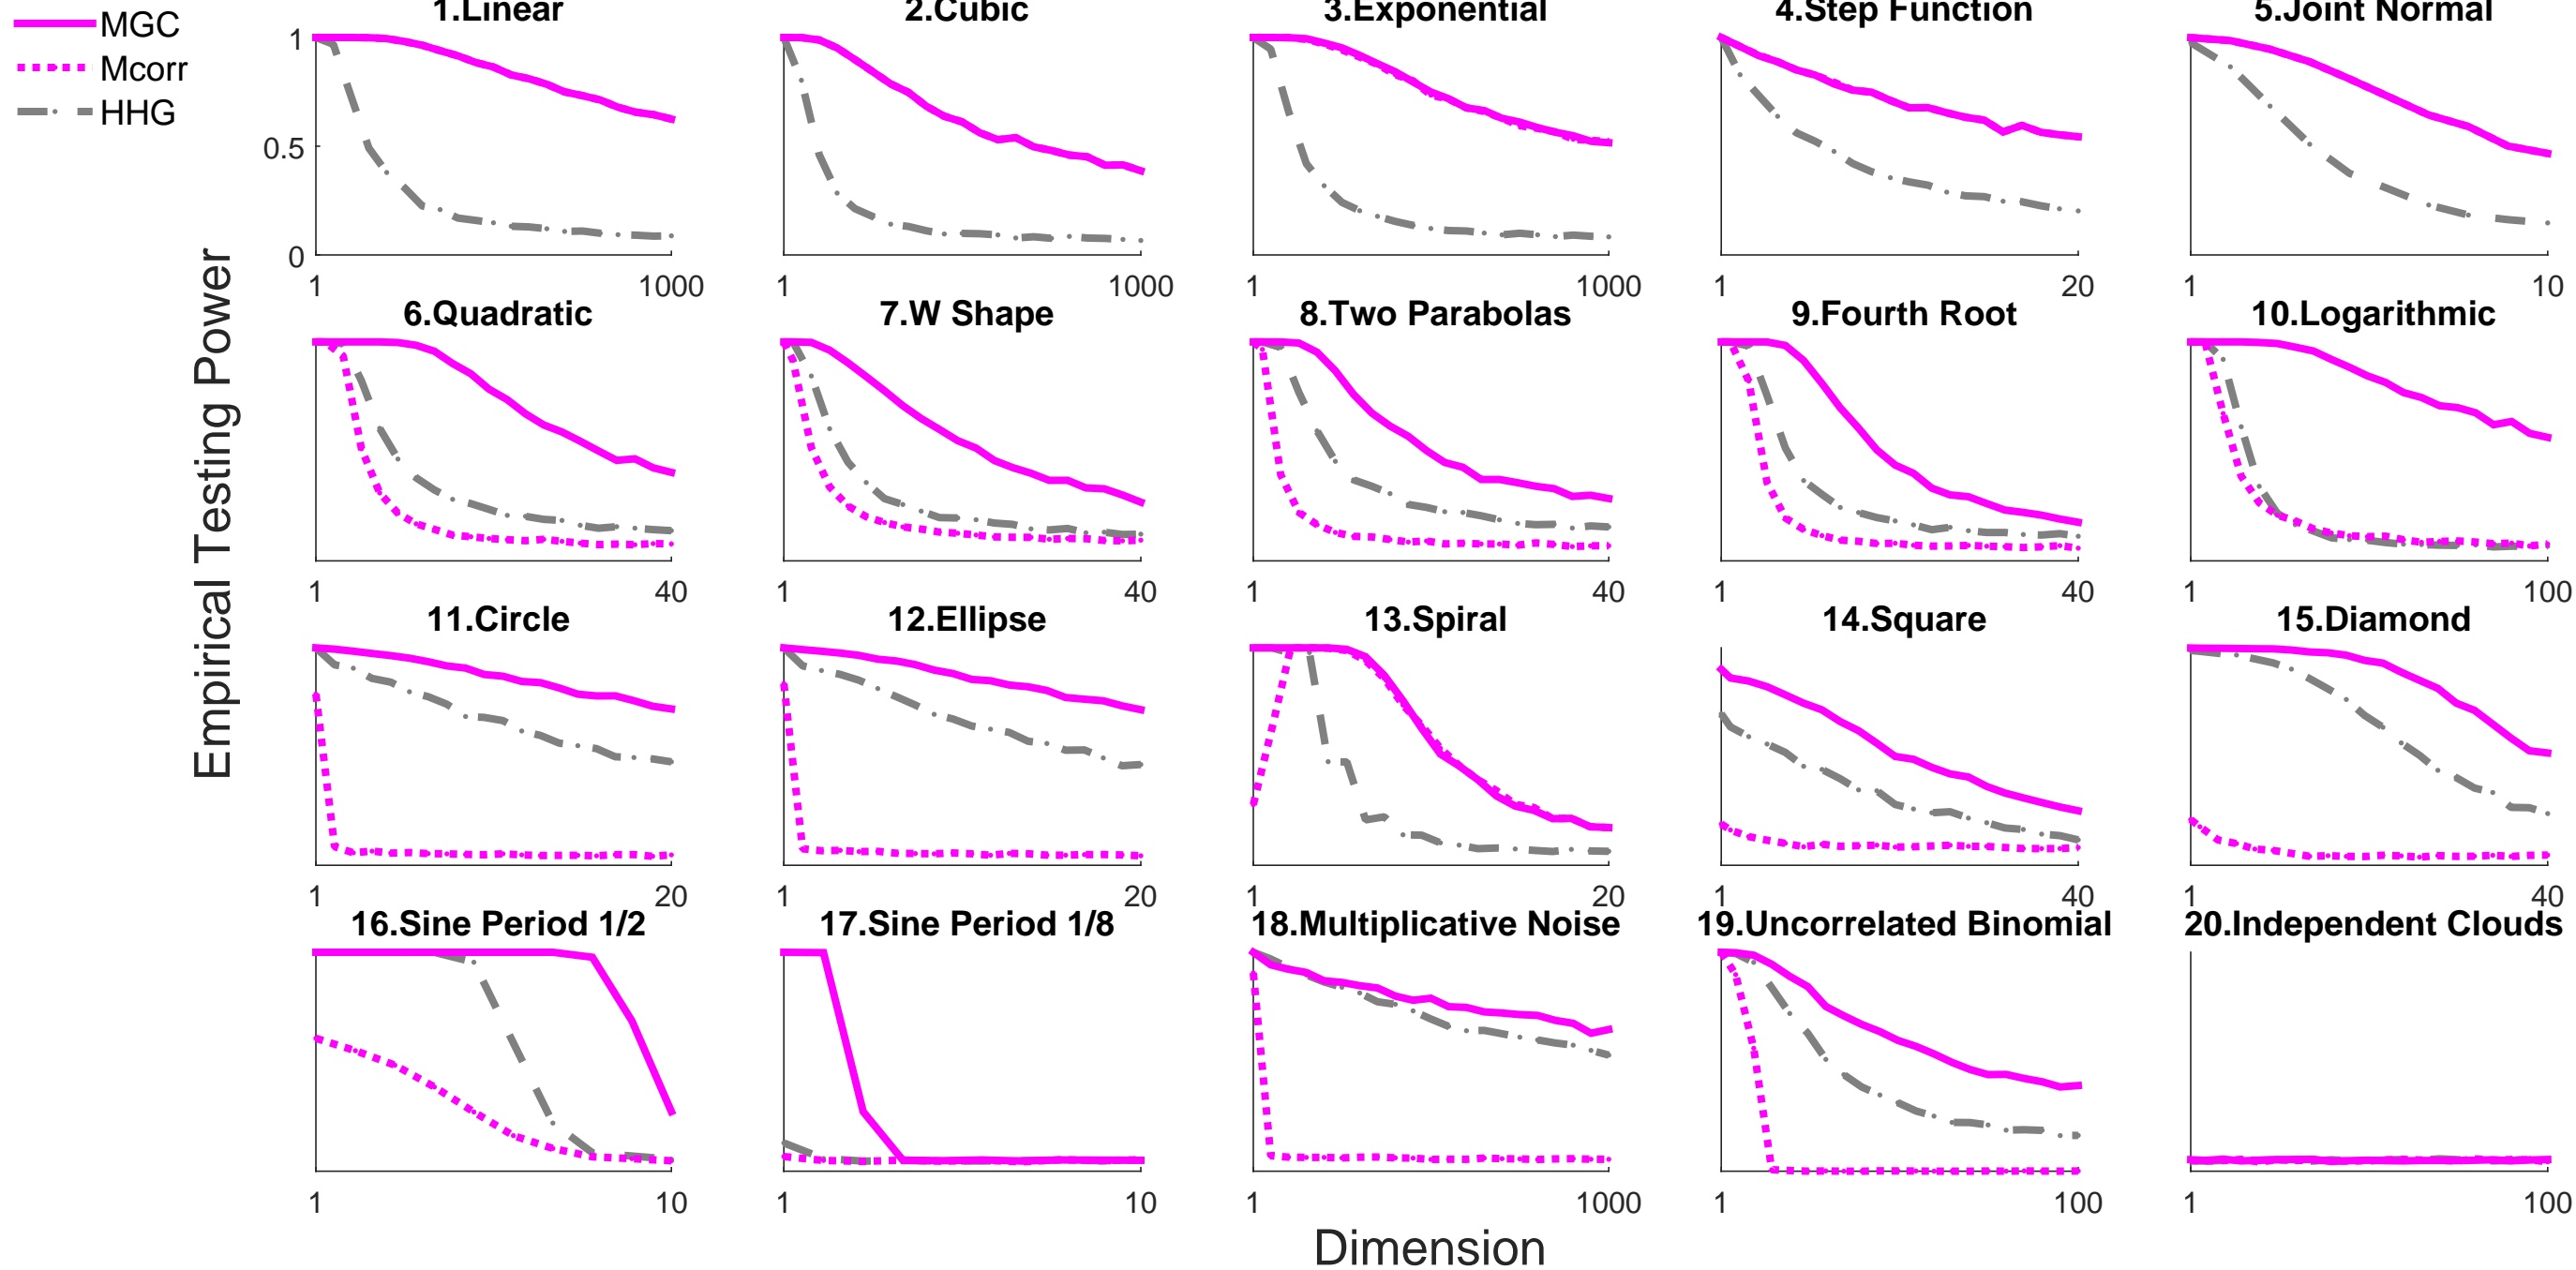 MGC
Mcorr
HHG
1.Linear
2.Cubic
3.Exponential
4.Step Function
5.Joint Normal
1
0.5
0
1 1000
1 1000
1 1000
1 20
1 10
6.Quadratic
7.W Shape
8.Two Parabolas
9.Fourth Root
10.Logarithmic
1 40
1 40
1 40
1 40
1 100
11.Circle
12.Ellipse
13.Spiral
14.Square
15.Diamond
1 20
1 20
1 20
1 40
1 40
16.Sine Period 1/2
17.Sine Period 1/8
18.Multiplicative Noise
19.Uncorrelated Binomial
20.Independent Clouds
1 10
1 10
1 1000
1 100
1 100
Empirical Testing Power
Dimension